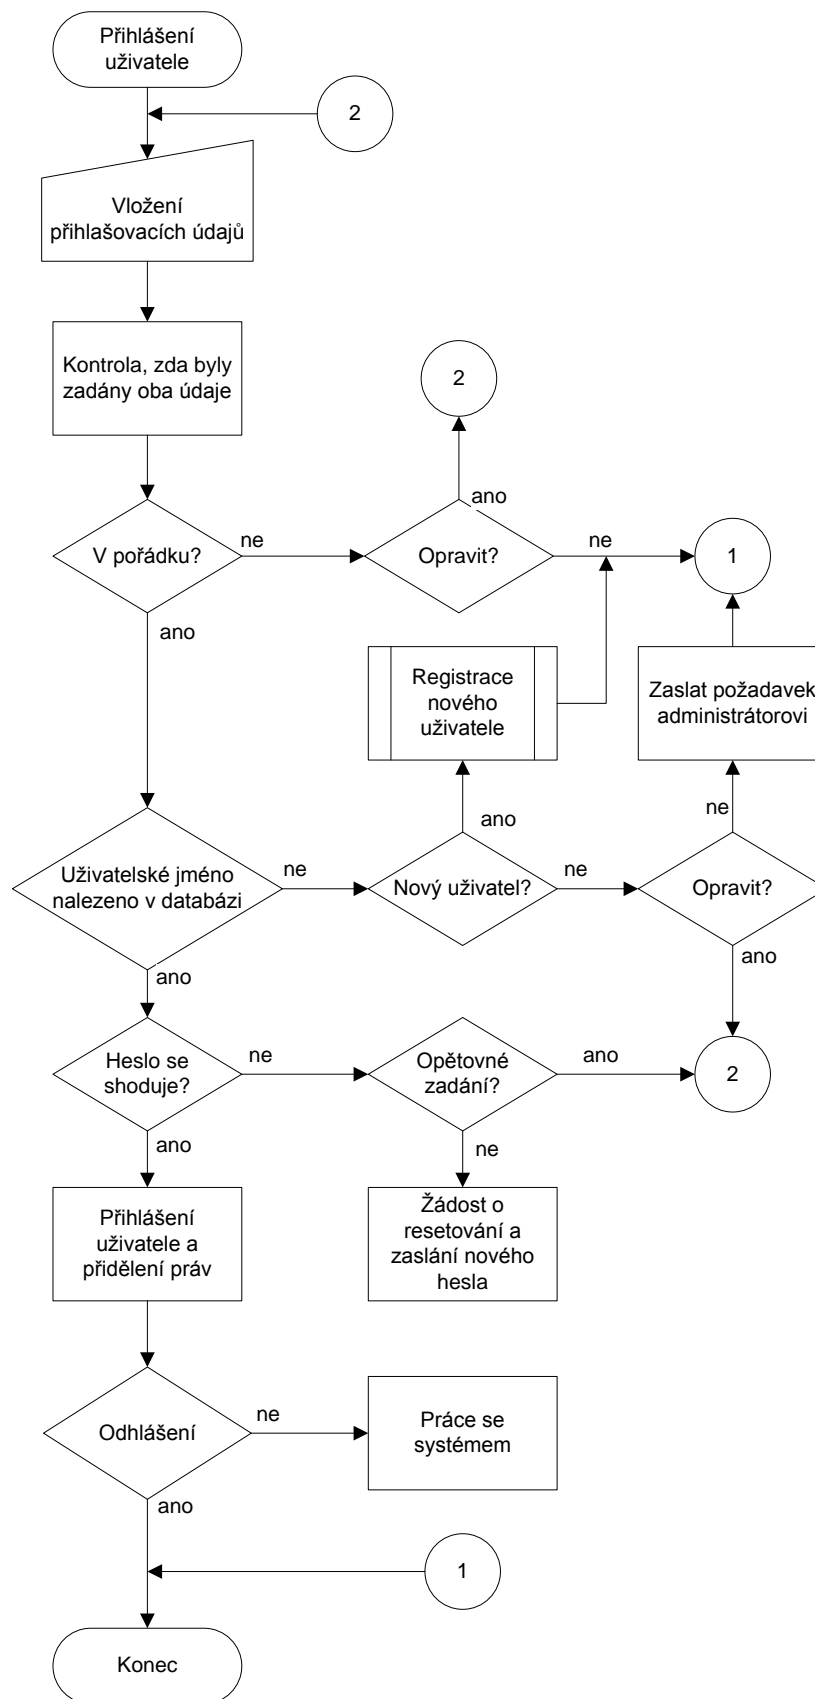 Přihlášení
uživatele
2
Vložení
přihlašovacích údajů
Kontrola, zda byly
zadány oba údaje
2
ano
V pořádku?
ne
Opravit?
ne
1
ano
Registrace
nového
uživatele
Zaslat požadavek
administrátorovi
ano
ne
Uživatelské jméno
nalezeno v databázi
ne
Nový uživatel?
ne
Opravit?
ano
ano
Heslo se
shoduje?
ne
Opětovné
zadání?
ano
2
ano
ne
Přihlášení
uživatele a
přidělení práv
Žádost o
resetování a
zaslání nového
hesla
Odhlášení
ne
Práce se
systémem
ano
1
Konec